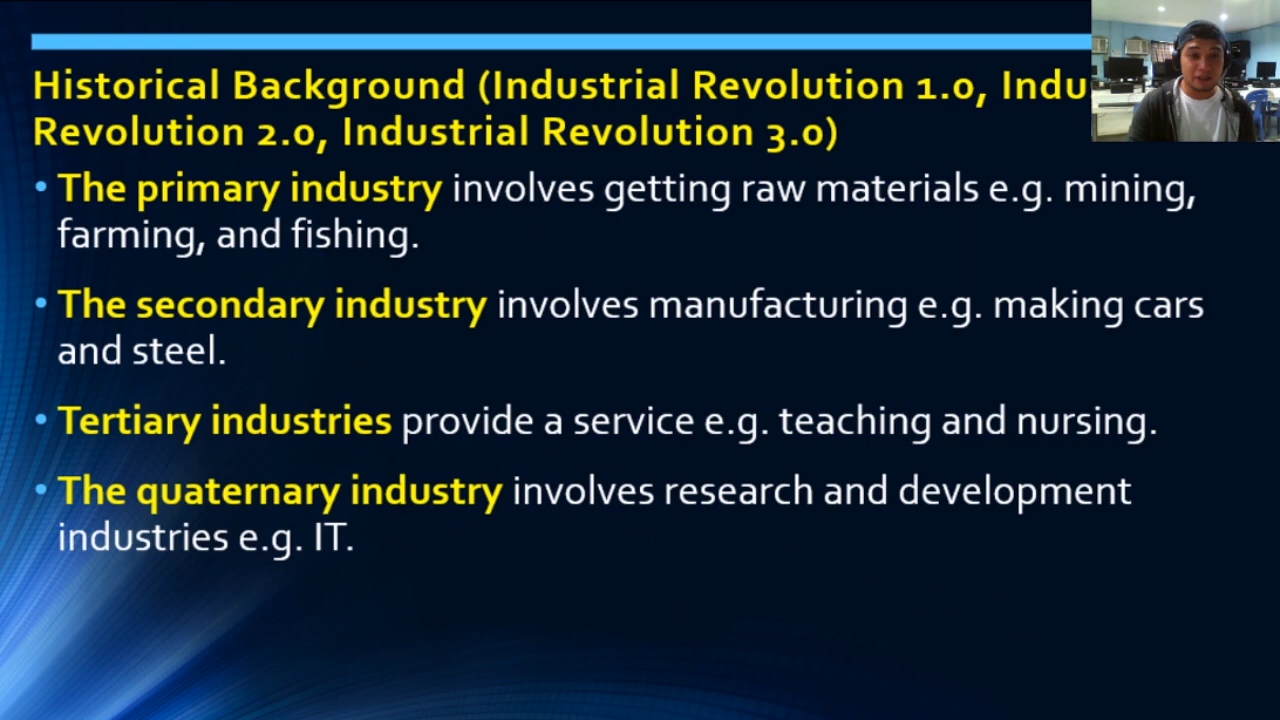 Historical Background (Industrial Revolution 1.0,
Revolution 2.0, Industrial Revolution 3.0)
• The primary industry involves getting raw materials e.g. mining,
farming, and fishing.
• The secondary industry involves manufacturing e.g. making cars
and steel.
• Tertiary industries provide a service e.g. teaching and nursing.
• The quaternary industry involves research and development
industries e.g. IT.